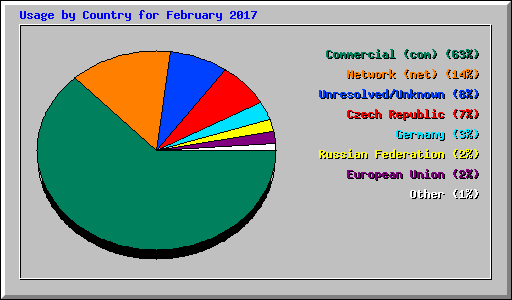 Usage by Country for February 2017
Commercial (com) (63%)
Network (net) (14%)
Unresolved/Unknown (8%)
Czech Republic (7%)
Germany (3%)
Russian Federation (2%)
European Union (2%)
Other (1%)